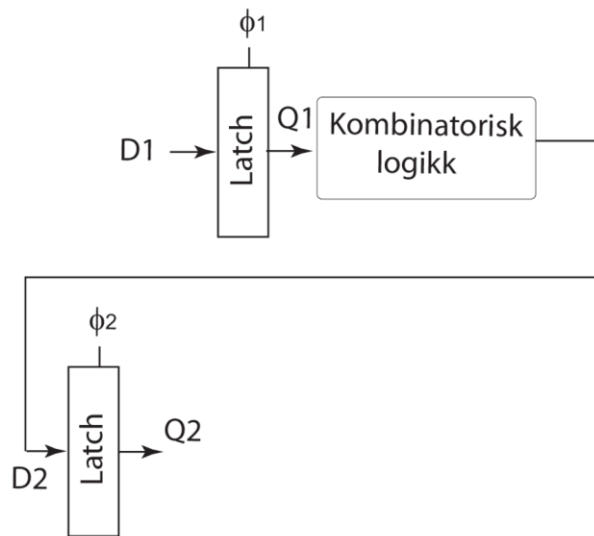 ϕ1
D1
Latch
Q1
Kombinatorisk
logikk
ϕ2
D2
Latch
Q2